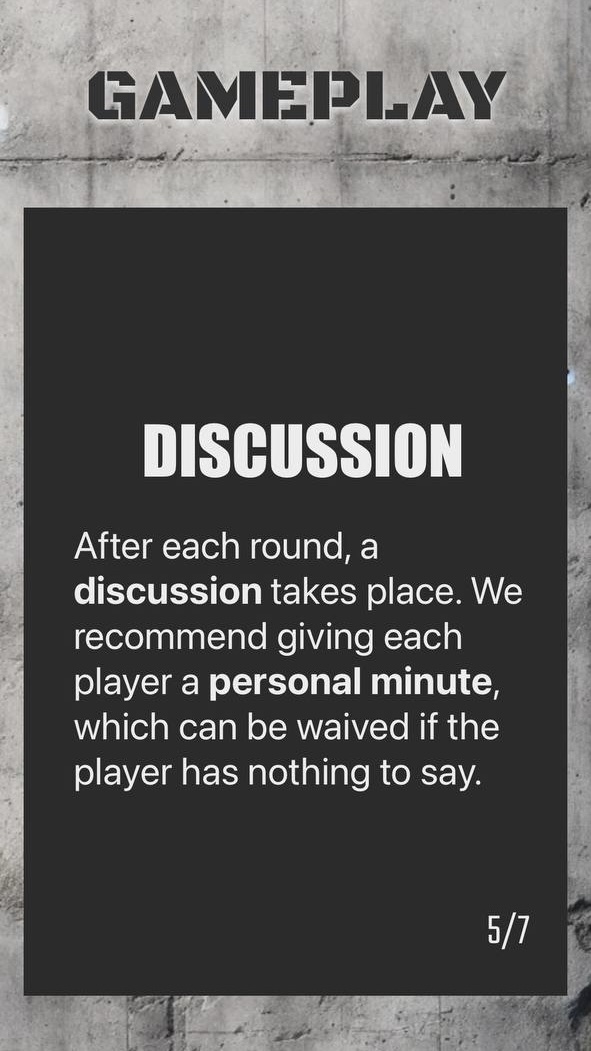 GAMEPLAY
DISCUSSION
After each round, a
discussion takes place. We
recommend giving each
player a personal minute,
which can be waived if the
player has nothing to say.
5/7